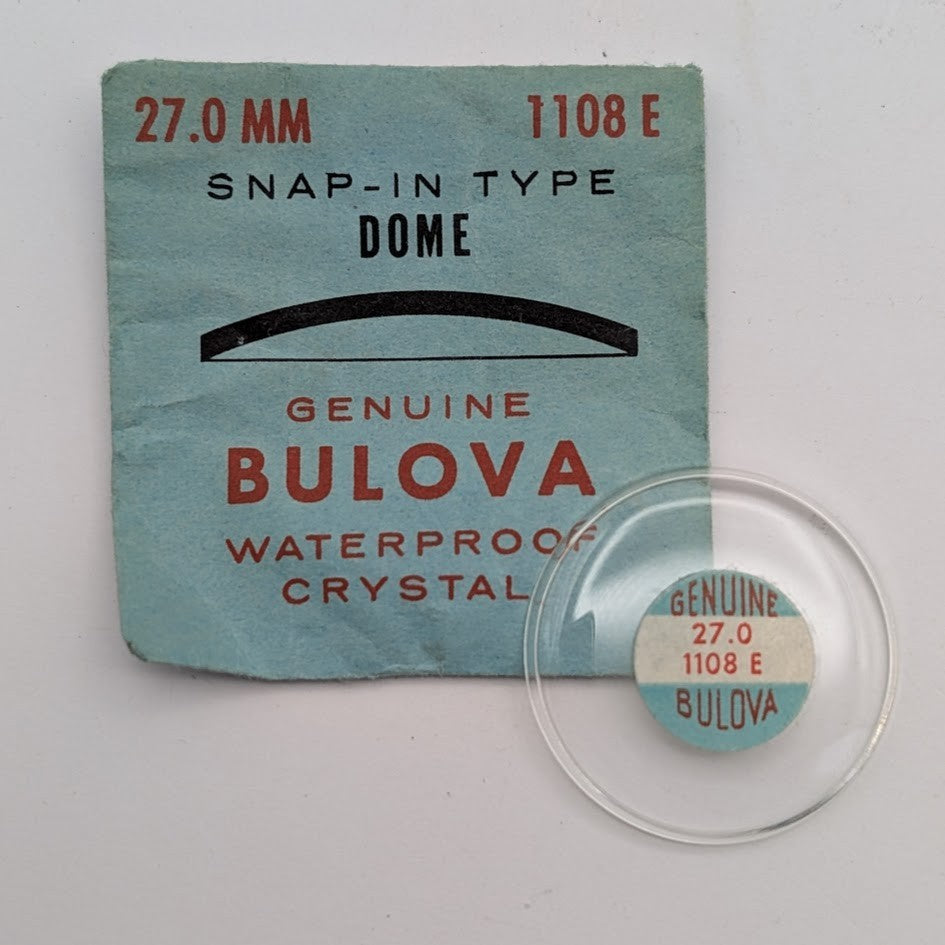 27.0 MM 1108 E
SNAP-IN TYPE
DOME
GENUINE
BULOVA
WATERPROOF
CRYSTAL
GENUINE
27.0
1108 E
BULOVA